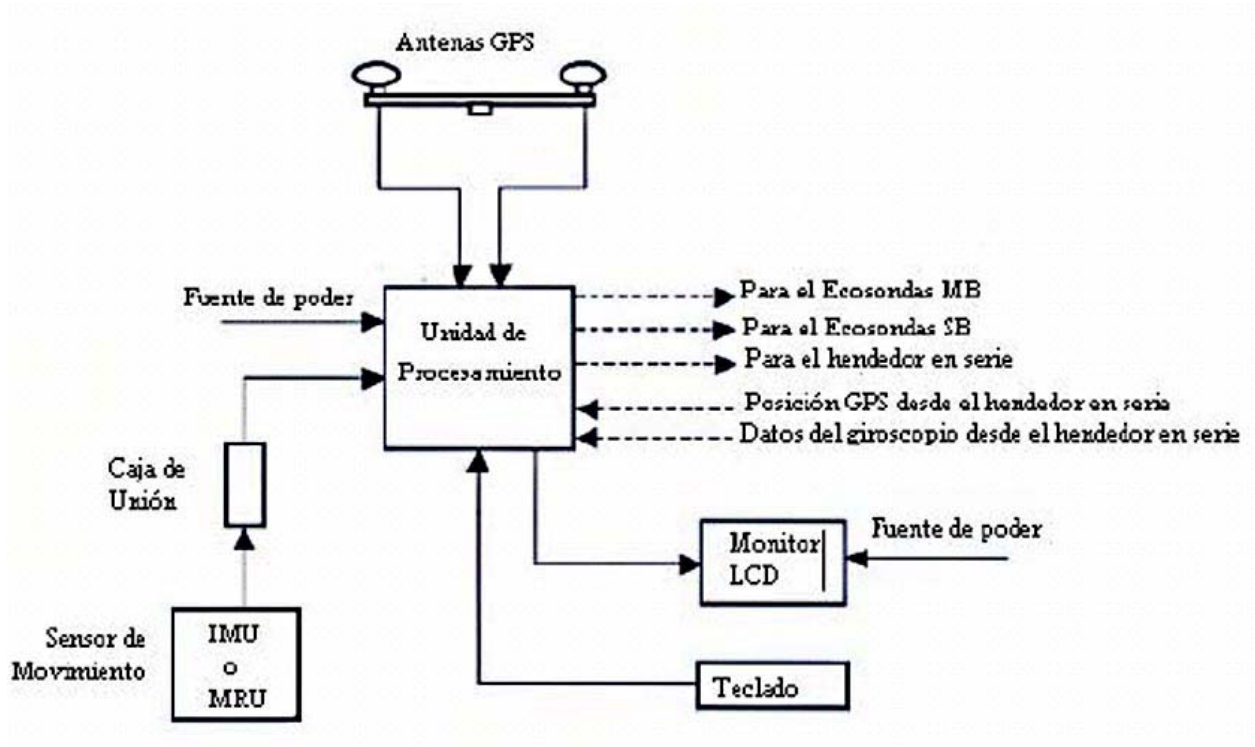 Antenas GPS
Fuente de poder
Unidad de
Procesamiento
Para el Ecosondas MB
Para el Ecosondas SB
Para el hendedor en serie
Posición GPS desde el hendedor en serie
Datos del giroscopio desde el hendedor en serie
Caja de
Unión
Monitor
LCD
Fuente de poder
Sensor de
Movimiento
IMU
o
MRU
Teclado